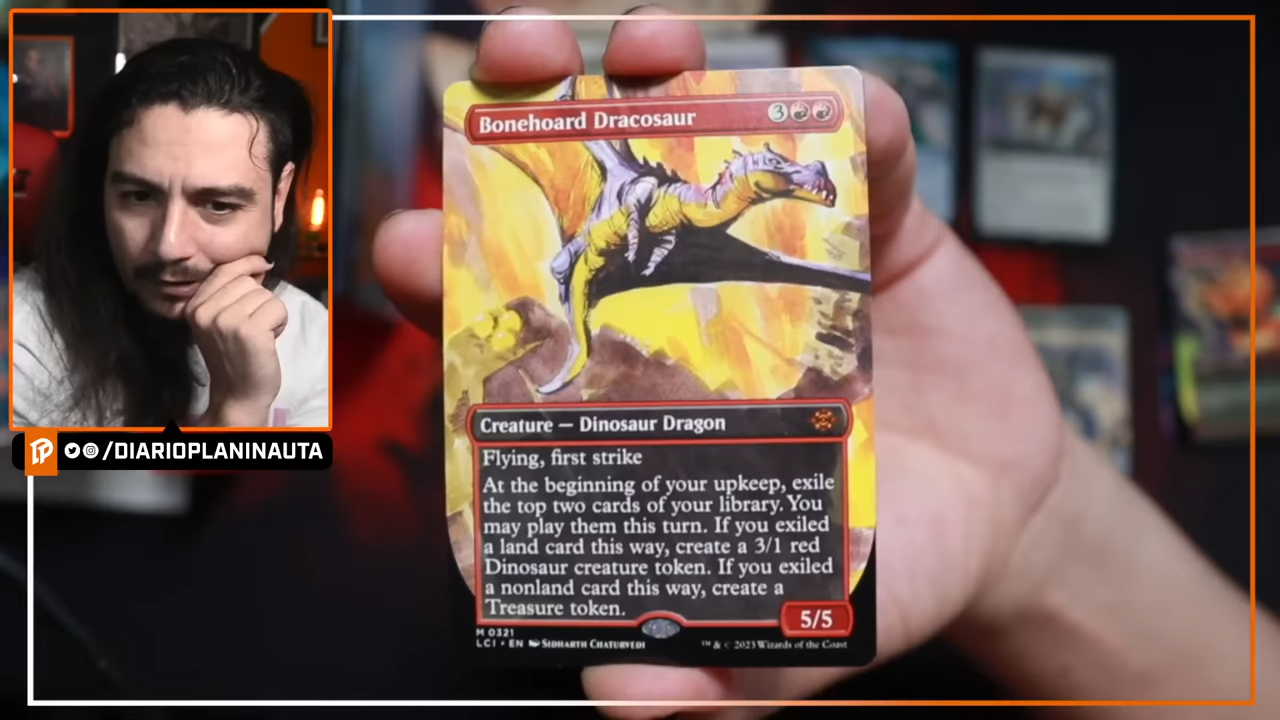 Bonehoard Dracosaur
3
Creature — Dinosaur Dragon
Flying, first strike
At the beginning of your upkeep, exile
the top two cards of your library. You
may play them this turn. If you exiled
a land card this way, create a 3/1 red
Dinosaur creature token. If you exiled
a nonland card this way, create a
Treasure token.
5/5
M 0321
LCI • EN SIDHARTH CHATURVEDI
™ & © 2023 Wizards of the Coast
/DIARIOPLANINAUTA